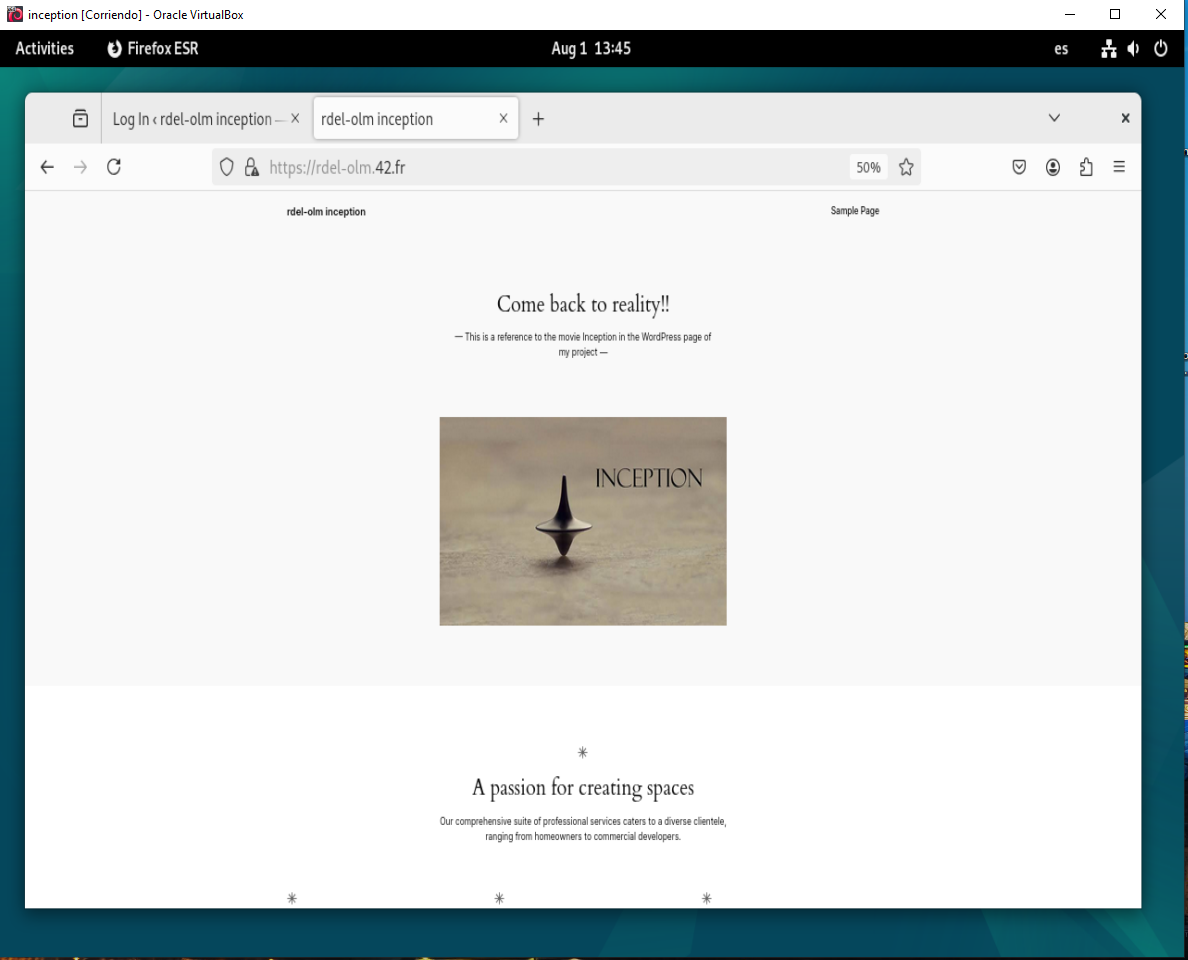 inception [Corriendo] - Oracle VirtualBox
Activities Firefox ESR Aug 1 13:45 es
Log In ‹ rdel-olm inception — rdel-olm inception
https://rdel-olm.42.fr 50%
rdel-olm inception Sample Page
Come back to reality!!
— This is a reference to the movie Inception in the WordPress page of
my project —
INCEPTION
A passion for creating spaces
Our comprehensive suite of professional services caters to a diverse clientele,
ranging from homeowners to commercial developers.